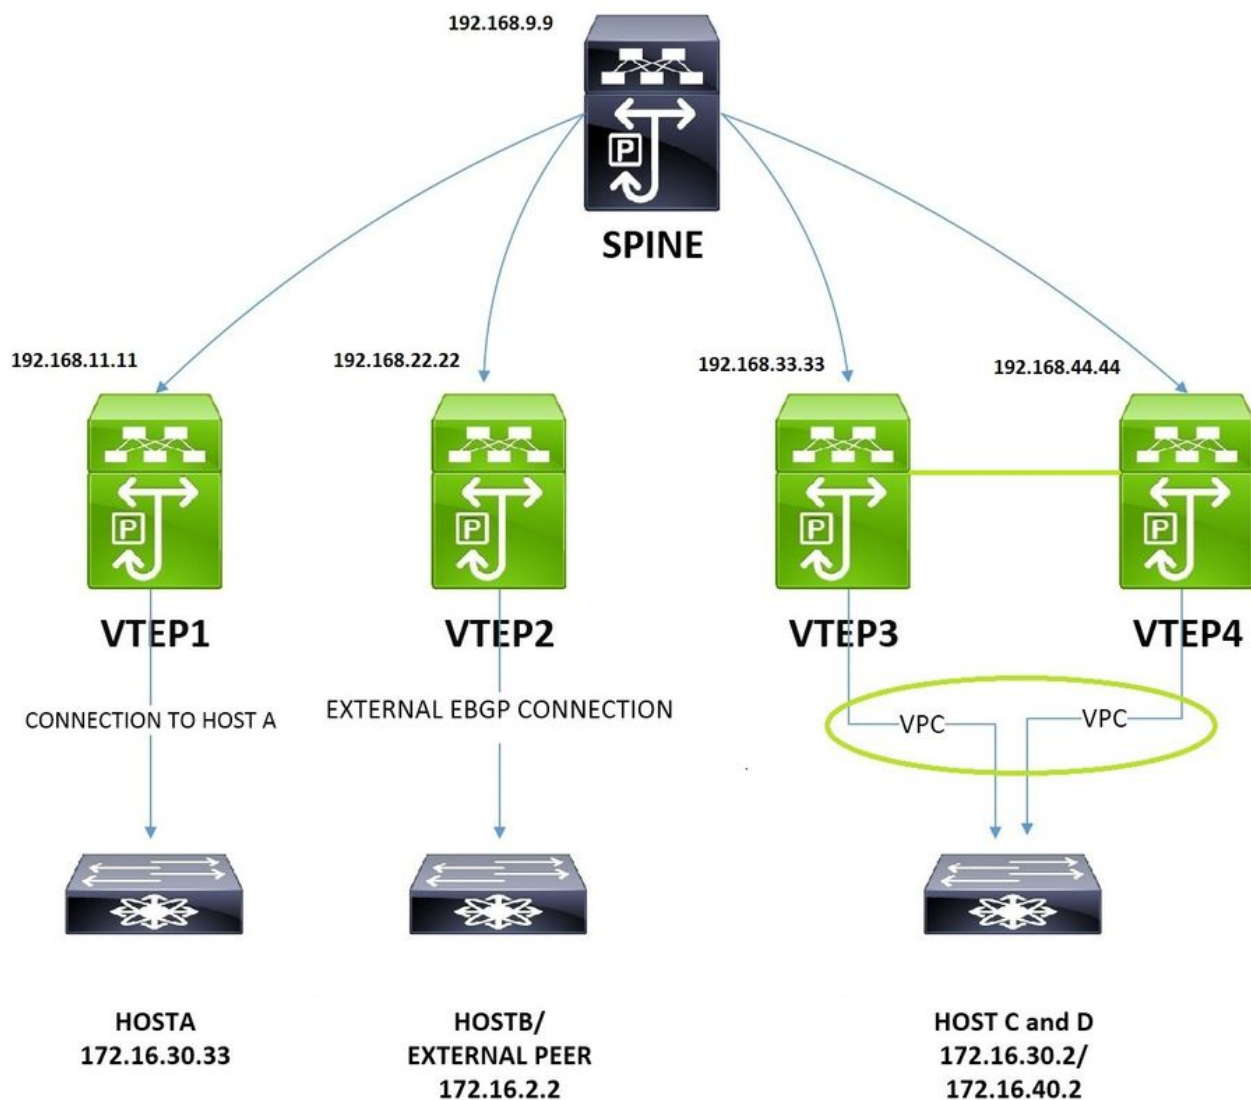 192.168.9.9
SPINE
192.168.11.11
192.168.22.22
192.168.33.33
192.168.44.44
P
P
P
P
P
VTEP1
VTEP2
VTEP3
VTEP4
CONNECTION TO HOST A
EXTERNAL EBGP CONNECTION
VPC
VPC
HOSTA
172.16.30.33
HOSTB/
EXTERNAL PEER
172.16.2.2
HOST C and D
172.16.30.2/
172.16.40.2